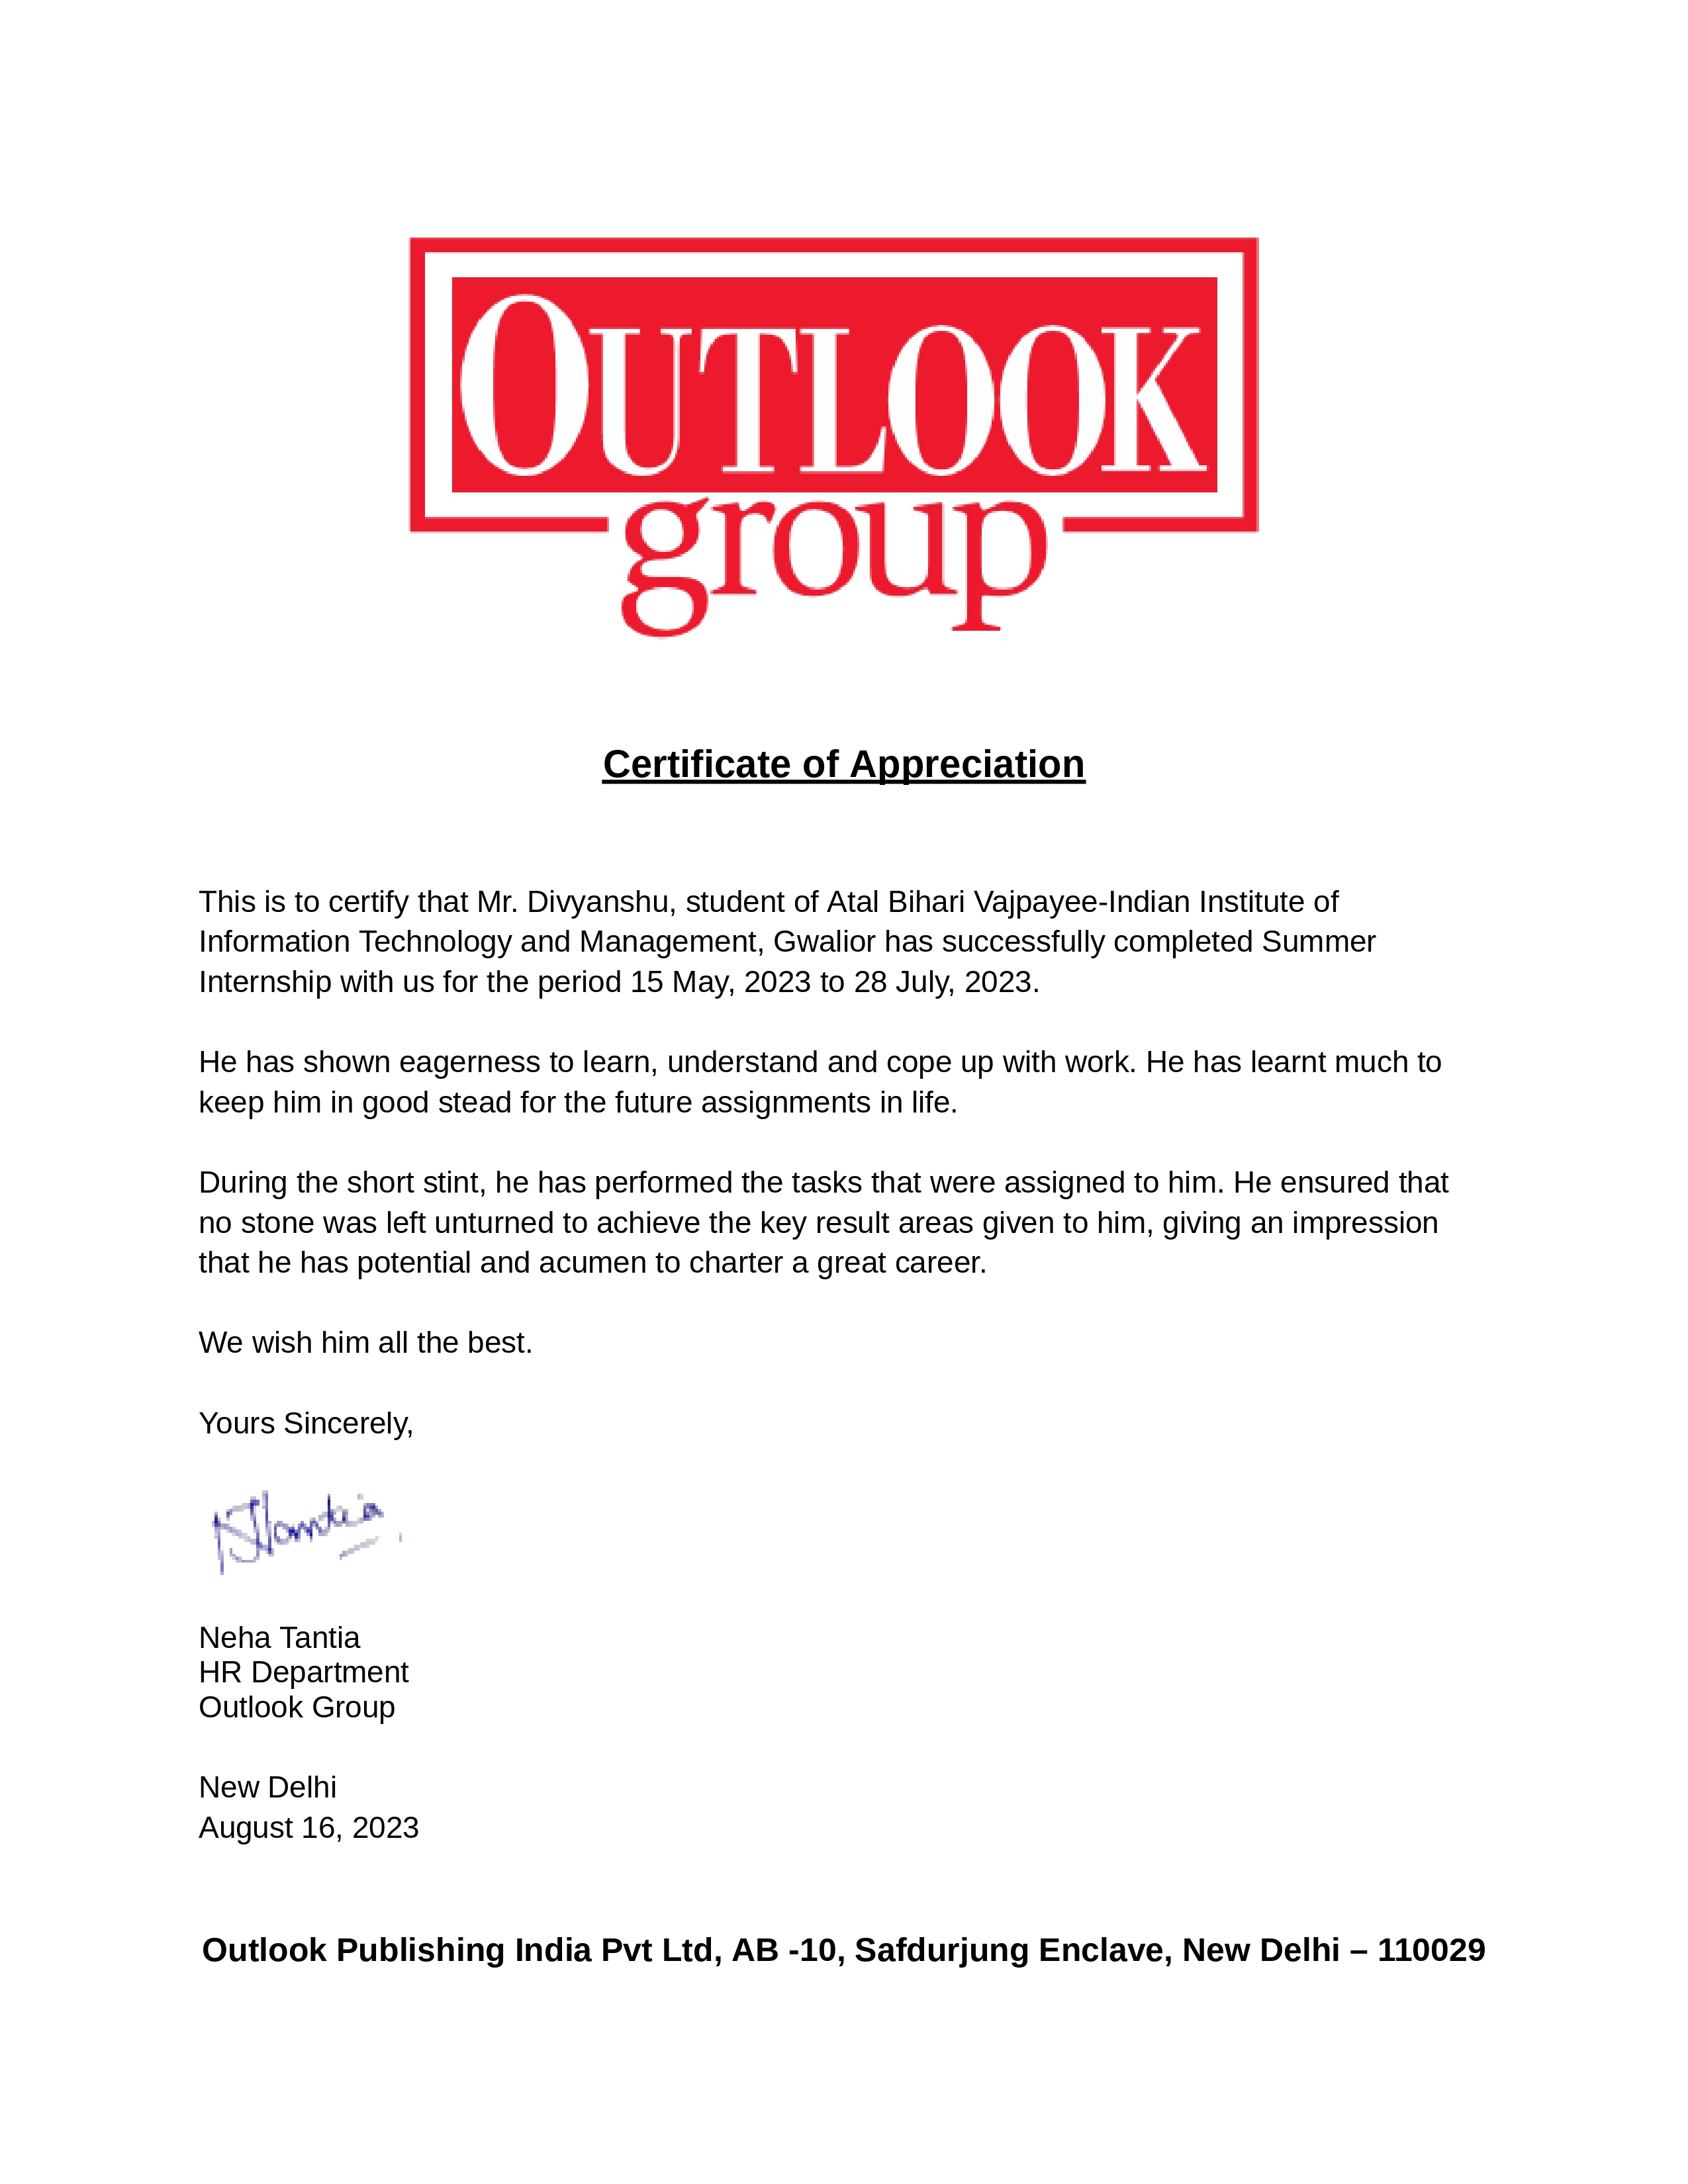 OUTLOOK
group
Certificate of Appreciation
This is to certify that Mr. Divyanshu, student of Atal Bihari Vajpayee-Indian Institute of
Information Technology and Management, Gwalior has successfully completed Summer
Internship with us for the period 15 May, 2023 to 28 July, 2023.
He has shown eagerness to learn, understand and cope up with work. He has learnt much to
keep him in good stead for the future assignments in life.
During the short stint, he has performed the tasks that were assigned to him. He ensured that
no stone was left unturned to achieve the key result areas given to him, giving an impression
that he has potential and acumen to charter a great career.
We wish him all the best.
Yours Sincerely,
NTantia
Neha Tantia
HR Department
Outlook Group
New Delhi
August 16, 2023
Outlook Publishing India Pvt Ltd, AB -10, Safdurjung Enclave, New Delhi – 110029